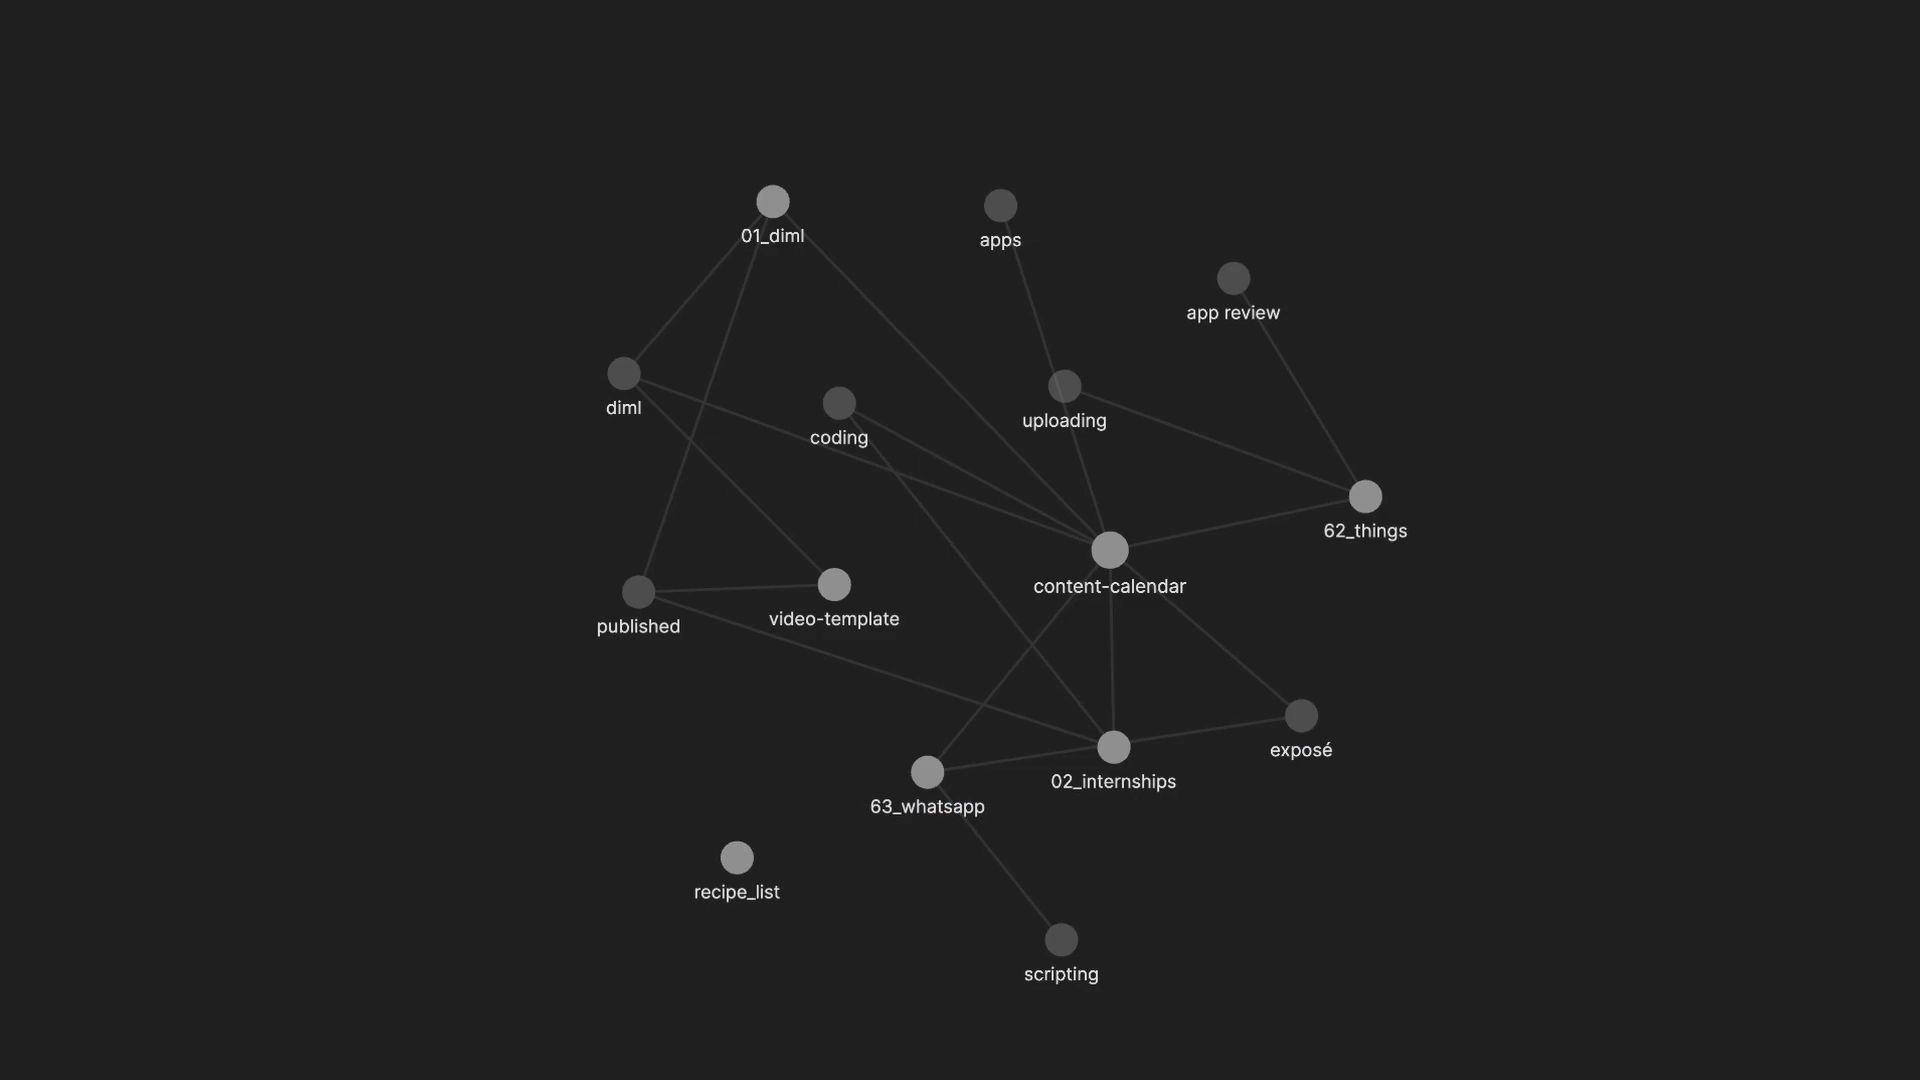 01_diml
apps
app review
diml
coding
uploading
62_things
content-calendar
published
video-template
exposé
02_internships
63_whatsapp
recipe_list
scripting